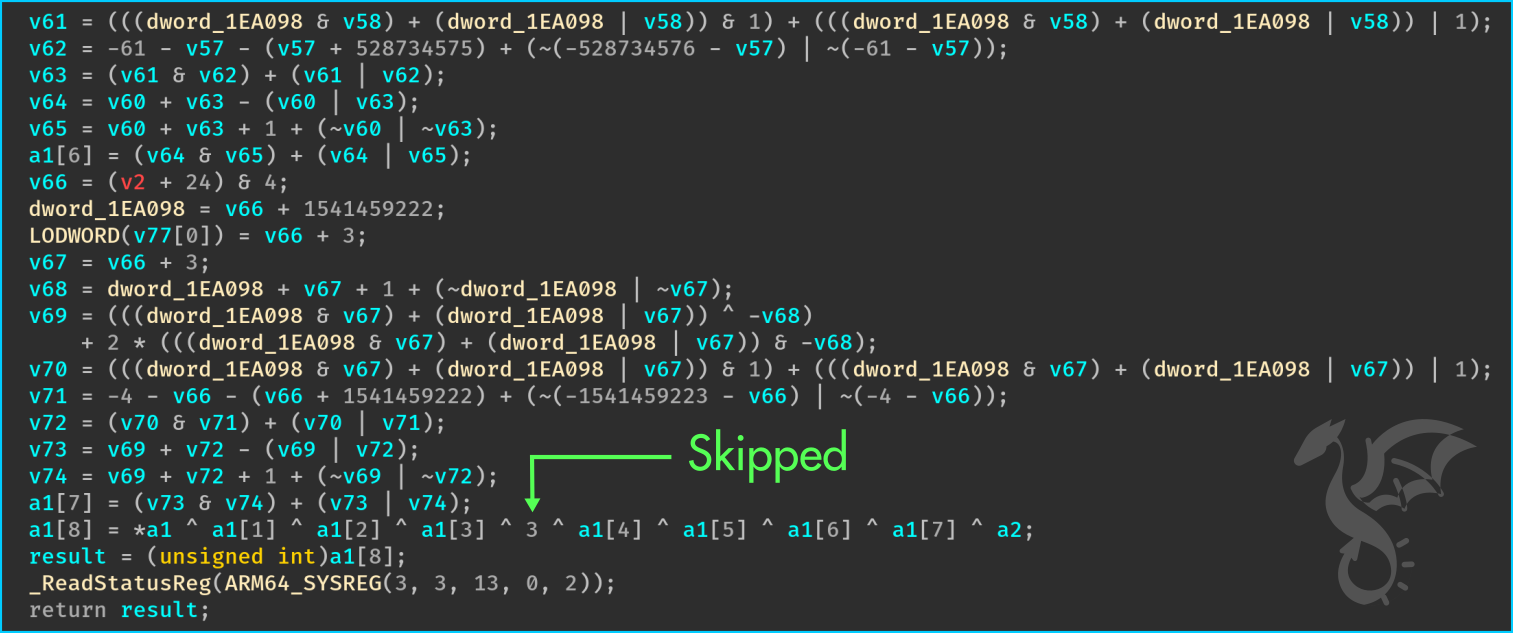 v61 = (((dword_1EA098 & v58) + (dword_1EA098 | v58)) & 1) + (((dword_1EA098 & v58) + (dword_1EA098 | v58)) | 1);
v62 = -61 - v57 - (v57 + 528734575) + (~(-528734576 - v57) | ~(-61 - v57));
v63 = (v61 & v62) + (v61 | v62);
v64 = v60 + v63 - (v60 | v63);
v65 = v60 + v63 + 1 + (~v60 | ~v63);
a1[6] = (v64 & v65) + (v64 | v65);
v66 = (v2 + 24) & 4;
dword_1EA098 = v66 + 1541459222;
LODWORD(v77[0]) = v66 + 3;
v67 = v66 + 3;
v68 = dword_1EA098 + v67 + 1 + (~dword_1EA098 | ~v67);
v69 = (((dword_1EA098 & v67) + (dword_1EA098 | v67)) ^ -v68)
+ 2 * (((dword_1EA098 & v67) + (dword_1EA098 | v67)) & -v68);
v70 = (((dword_1EA098 & v67) + (dword_1EA098 | v67)) & 1) + (((dword_1EA098 & v67) + (dword_1EA098 | v67)) | 1);
v71 = -4 - v66 - (v66 + 1541459222) + (~(-1541459223 - v66) | ~(-4 - v66));
v72 = (v70 & v71) + (v70 | v71);
v73 = v69 + v72 - (v69 | v72);
Skipped
v74 = v69 + v72 + 1 + (~v69 | ~v72);
a1[7] = (v73 & v74) + (v73 | v74);
a1[8] = *a1 ^ a1[1] ^ a1[2] ^ a1[3] ^ 3 ^ a1[4] ^ a1[5] ^ a1[6] ^ a1[7] ^ a2;
result = (unsigned int)a1[8];
_ReadStatusReg(ARM64_SYSREG(3, 3, 13, 0, 2));
return result;